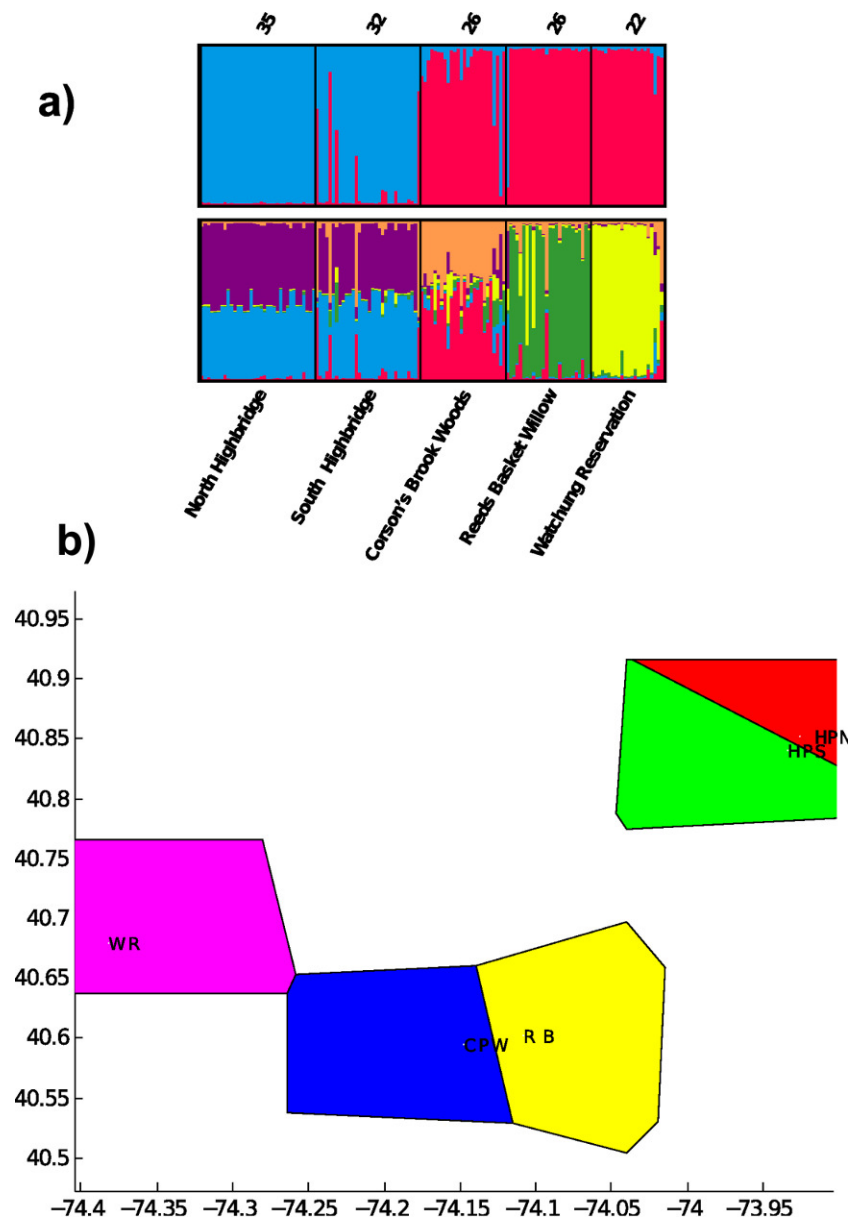 35 32 26 26 22
a)
North Highbridge
South Highbridge
Corson's Brook Woods
Reeds Basket Willow
Watchung Reservation
b)
40.95
40.9
40.85
40.8
40.75
40.7
40.65
40.6
40.55
40.5
HPN
HPS
WR
CPW
R B
−74.4 −74.35 −74.3 −74.25 −74.2 −74.15 −74.1 −74.05 −74 −73.95